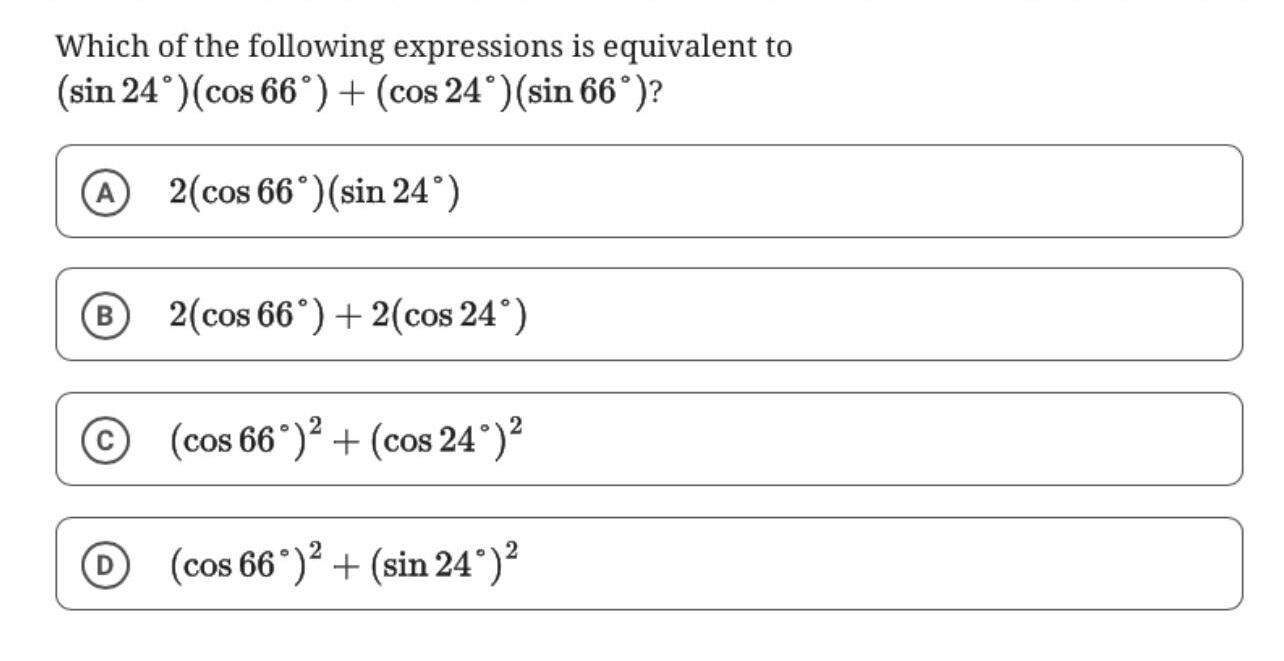 Which of the following expressions is equivalent to
(sin 24°)(cos 66°) + (cos 24°)(sin 66°)?
A 2(cos 66°)(sin 24°)
B 2(cos 66°) + 2(cos 24°)
C (cos 66°)² + (cos 24°)²
D (cos 66°)² + (sin 24°)²